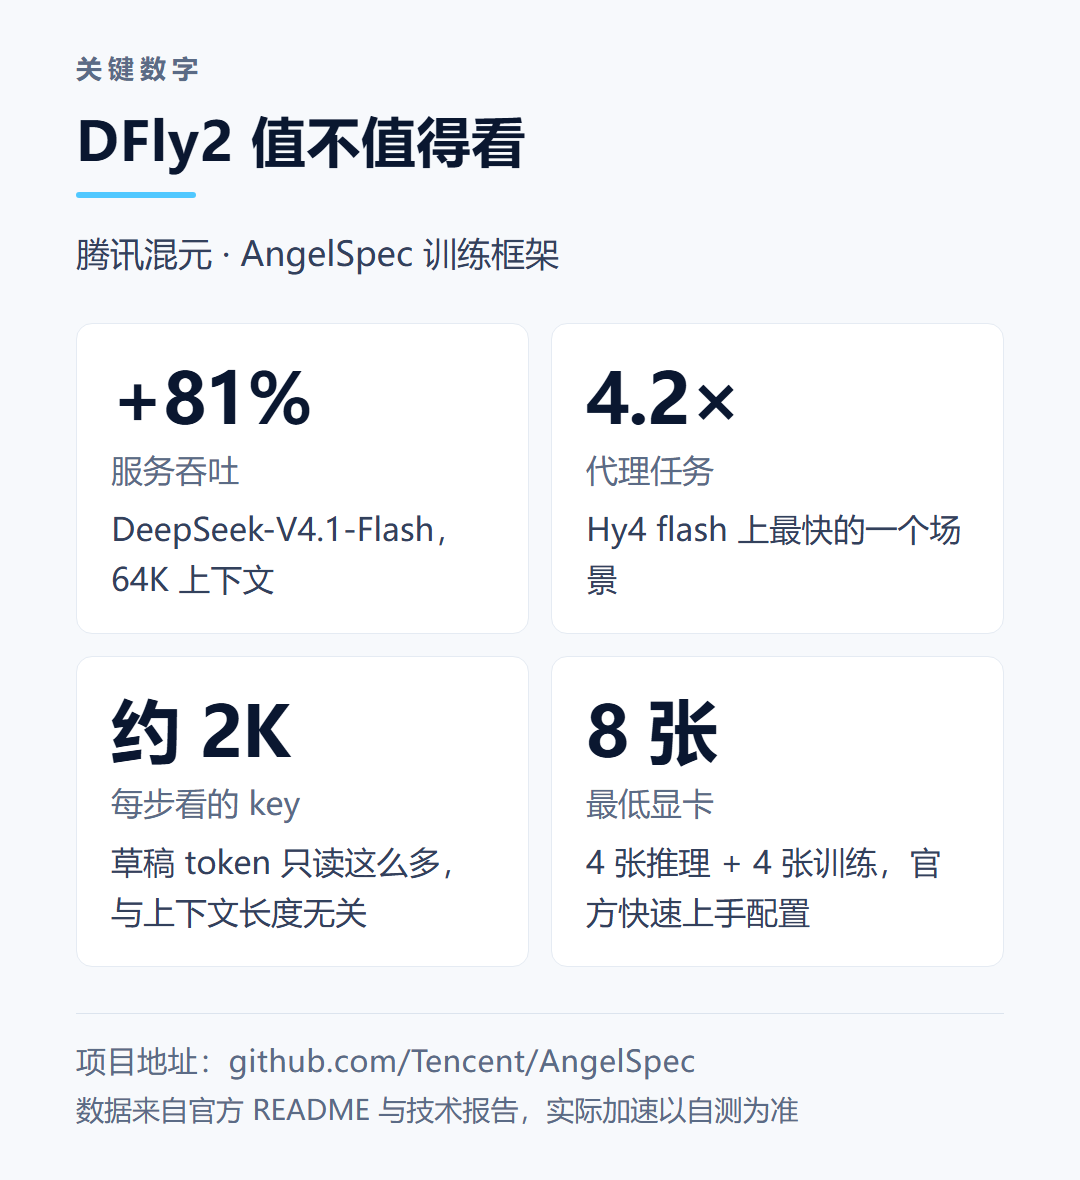 关键数字
DFly2 值不值得看
腾讯混元 · AngelSpec 训练框架
+81%
服务吞吐
DeepSeek-V4.1-Flash，
64K 上下文
4.2×
代理任务
Hy4 flash 上最快的一个场
景
约 2K
每步看的 key
草稿 token 只读这么多，
与上下文长度无关
8 张
最低显卡
4 张推理 + 4 张训练，官
方快速上手配置
项目地址：github.com/Tencent/AngelSpec
数据来自官方 README 与技术报告，实际加速以自测为准